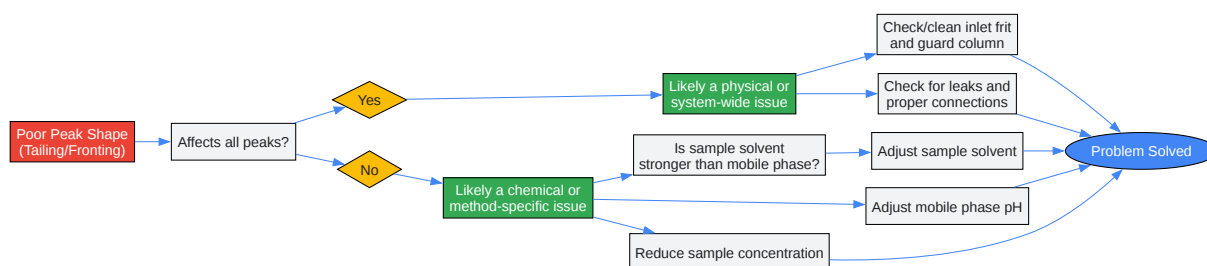 Poor Peak Shape
(Tailing/Fronting)
Affects all peaks?
Yes
No
Likely a physical or
system-wide issue
Likely a chemical or
method-specific issue
Check/clean inlet frit
and guard column
Check for leaks and
proper connections
Is sample solvent
stronger than mobile phase?
Adjust sample solvent
Adjust mobile phase pH
Reduce sample concentration
Problem Solved